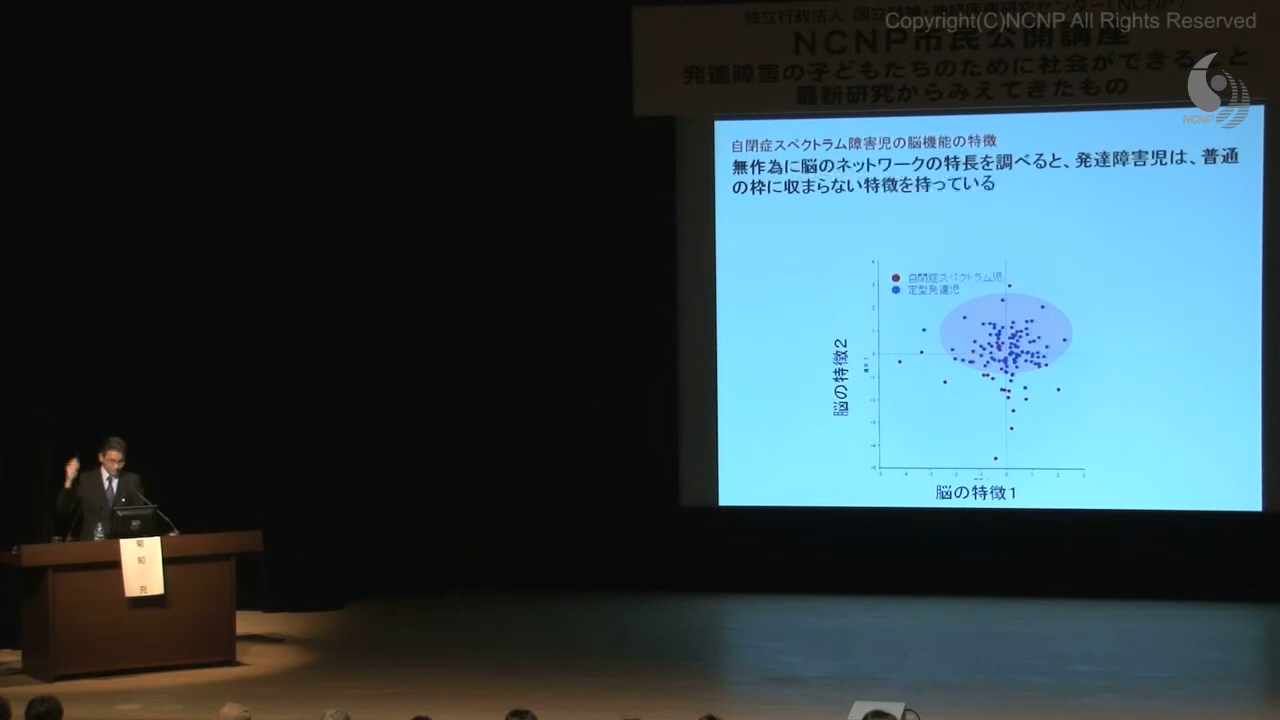 Copyright(C)NCNP All Rights Reserved
独立行政法人 国立精神・神経医療研究センター(NCNP)
NCNP市民公開講座
発達障害の子どもたちのために社会ができること
最新研究からみえてきたもの
NCNP
自閉症スペクトラム障害児の脳機能の特徴
無作為に脳のネットワークの特長を調べると、発達障害児は、普通
の枠に収まらない特徴を持っている
自閉症スペクトラム児
定型発達児
脳の特徴2
脳の特徴1
菊知 充